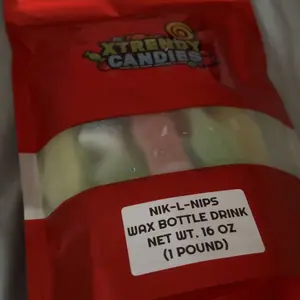 XTRENDY
CANDIES
NIK-L-NIPS
WAX BOTTLE DRINK
NET WT. 16 OZ
(1 POUND)